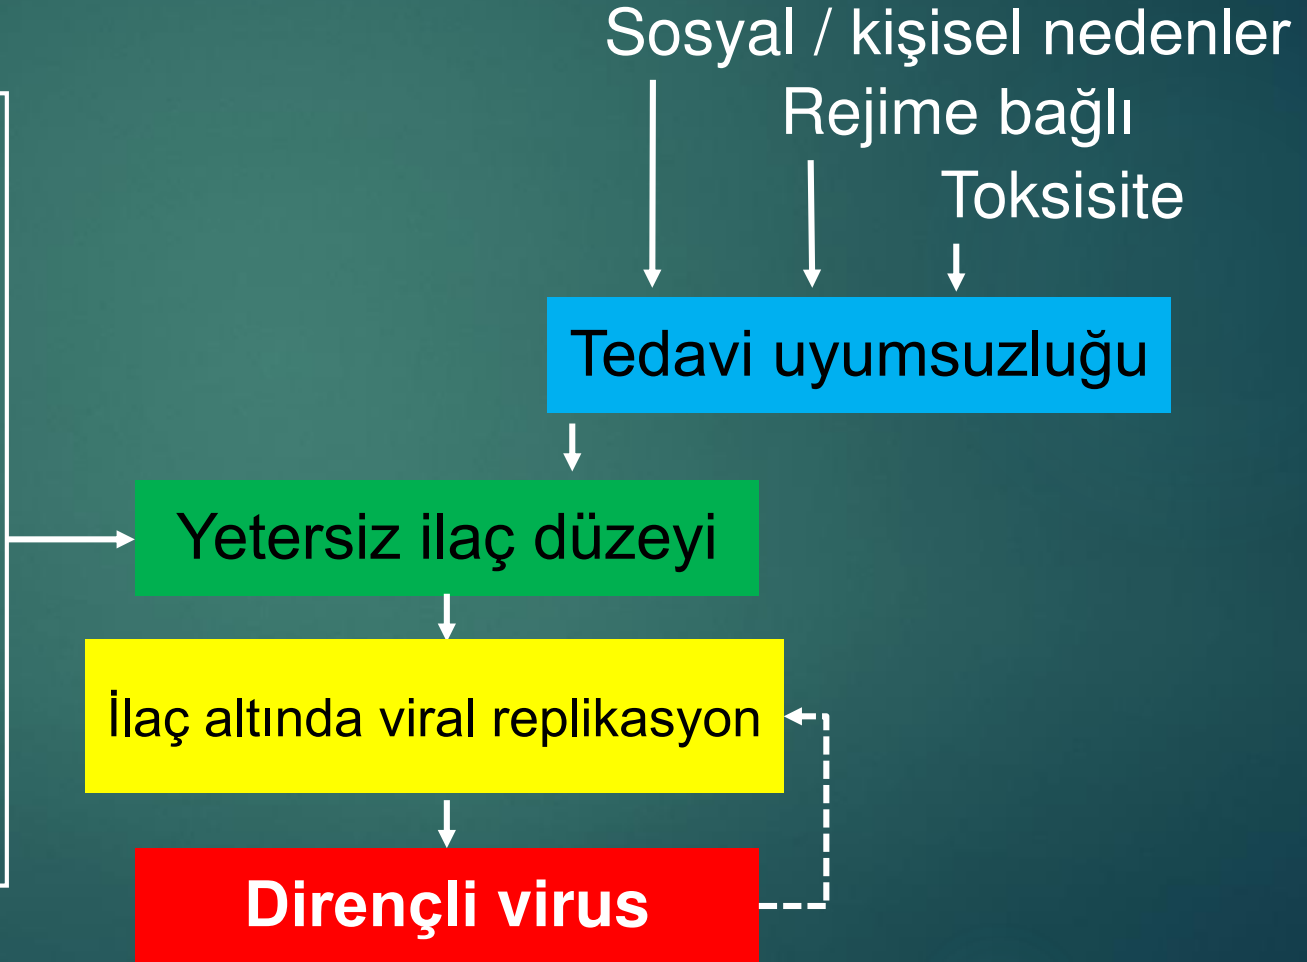 Sosyal / kişisel nedenler
Rejime bağlı
Toksisite
Tedavi uyumsuzluğu
Yetersiz ilaç düzeyi
İlaç altında viral replikasyon
Dirençli virus